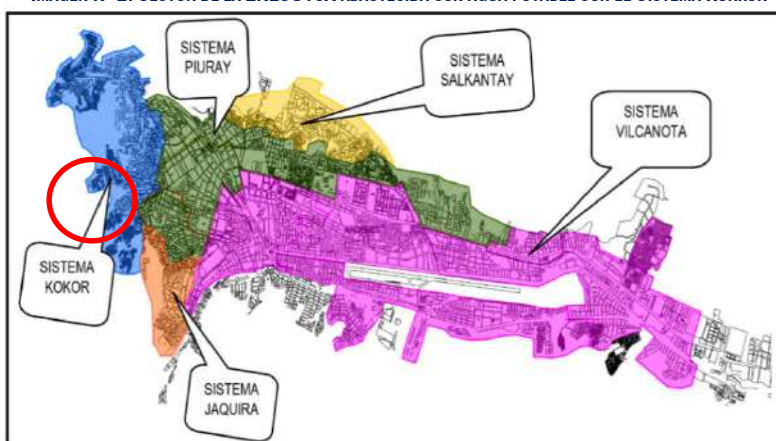 SISTEMA
PIURAY
SISTEMA
SALKANTAY
SISTEMA
VILCANOTA
SISTEMA
KOKOR
SISTEMA
JAQUIRA